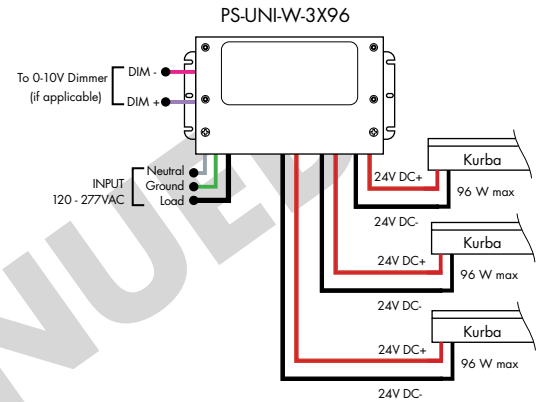 PS-UNI-W-3X96
To 0-10V Dimmer
(if applicable)
DIM -
DIM +
INPUT
120 - 277VAC
Neutral
Ground
Load
24V DC+
Kurba
96 W max
24V DC-
24V DC+
Kurba
96 W max
24V DC-
24V DC+
Kurba
96 W max
24V DC-
NUED